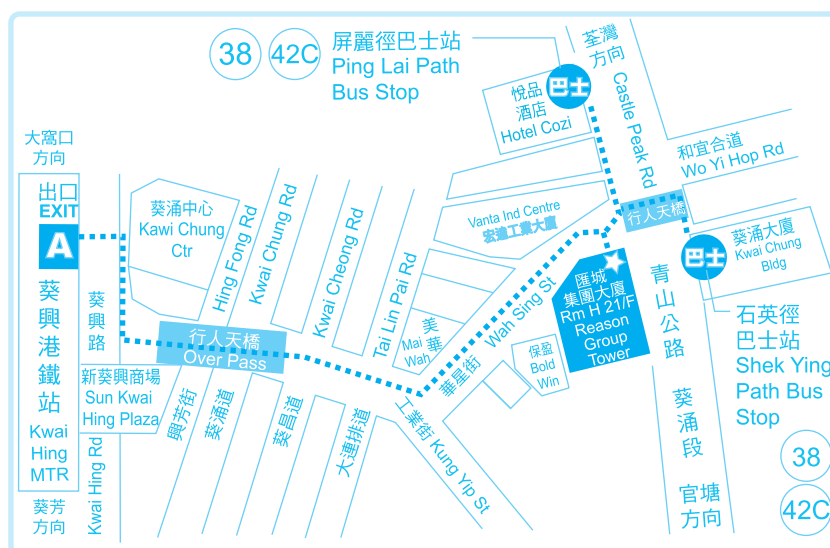 38
42C
屏麗徑巴士站
Ping Lai Path
Bus Stop
荃灣
方向
Castle Peak Rd
巴士
悅品
酒店
Hotel Cozi
和宜合道
Wo Yi Hop Rd
大窩口
方向
出口
EXIT
A
葵興港鐵站
Kwai
Hing
MTR
葵芳
方向
葵興路
Kwai Hing Rd
葵涌中心
Kawi Chung
Ctr
Hing Fong Rd
Kwai Chung Rd
Kwai Cheong Rd
Tai Lin Pai Rd
Vanta Ind Centre
宏達工業大廈
行人天橋
行人天橋
Over Pass
新葵興商場
Sun Kwai
Hing Plaza
興芳街
葵涌道
葵昌道
大連排道
美華
Mai
Wah
Wah Sing St
華星街
工業街 Kung Yip St
保盈
Bold
Win
匯城
集團大廈
Rm H 21/F
Reason
Group
Tower
巴士
葵涌大廈
Kwai Chung
Bldg
青山公路
葵涌段
官塘
方向
石英徑
巴士站
Shek Ying
Path Bus
Stop
38
42C